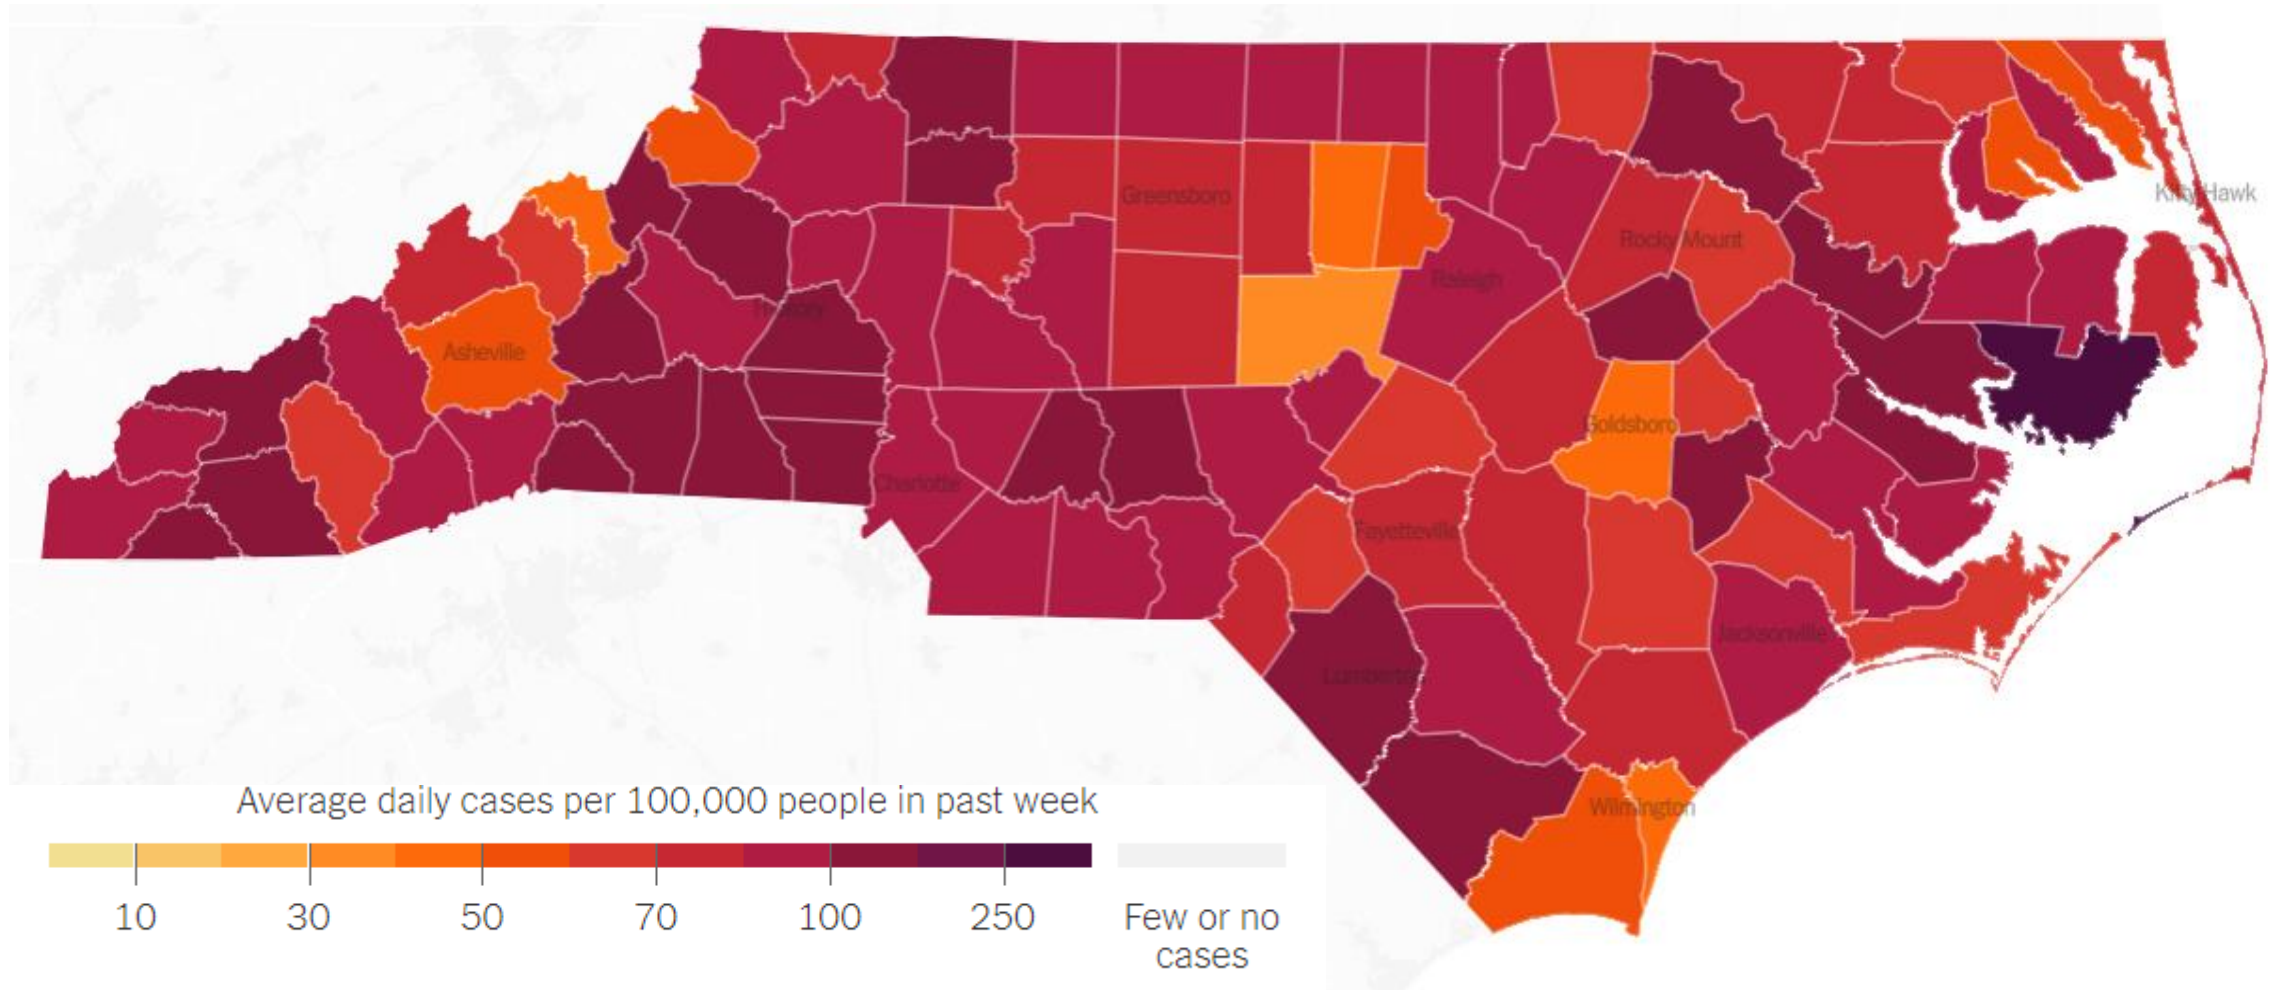 Greensboro
Kitty Hawk
Rocky Mount
Raleigh
Hickory
Asheville
Goldsboro
Charlotte
Fayetteville
Jacksonville
Lumberton
Wilmington
Average daily cases per 100,000 people in past week
10 30 50 70 100 250 Few or no
cases